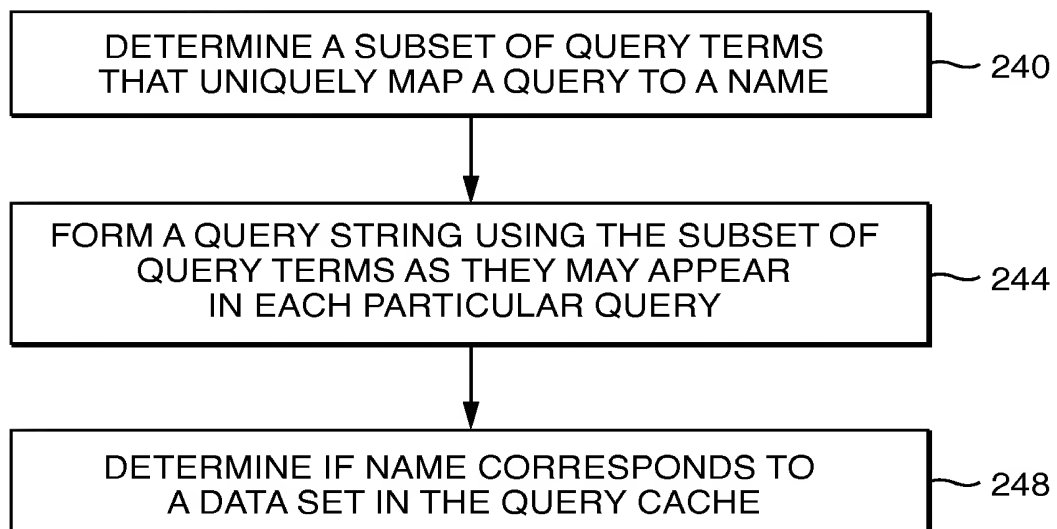 DETERMINE A SUBSET OF QUERY TERMS
THAT UNIQUELY MAP A QUERY TO A NAME
240
FORM A QUERY STRING USING THE SUBSET OF
QUERY TERMS AS THEY MAY APPEAR
IN EACH PARTICULAR QUERY
244
DETERMINE IF NAME CORRESPONDS TO
A DATA SET IN THE QUERY CACHE
248